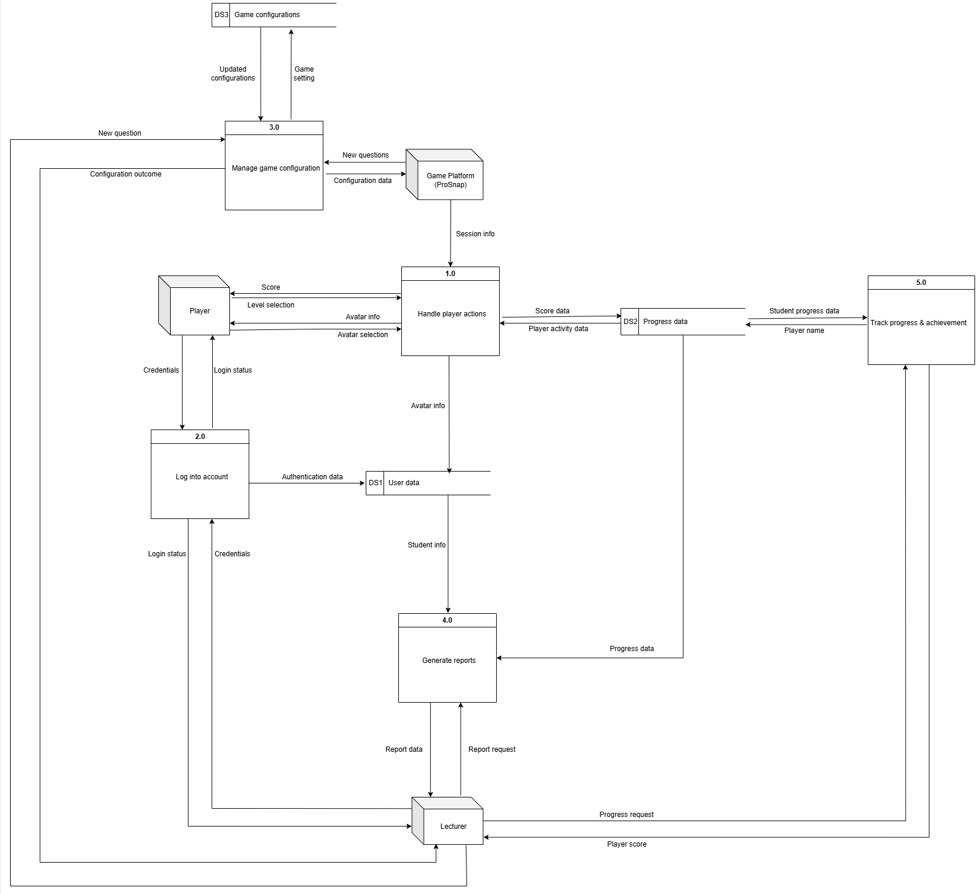 DS3 Game configurations
Updated
configurations
Game
setting
3.0
New question
Manage game configuration
New questions
Configuration outcome
Configuration data
Game Platform
(ProSnap)
Session info
1.0
5.0
Score
Level selection
Player
Handle player actions
Score data
Student progress data
Avatar info
DS2 Progress data
Track progress & achievement
Player activity data
Player name
Avatar selection
Credentials
Login status
Avatar info
2.0
Log into account
Authentication data
DS1 User data
Login status
Credentials
Student info
4.0
Generate reports
Progress data
Report data
Report request
Progress request
Lecturer
Player score